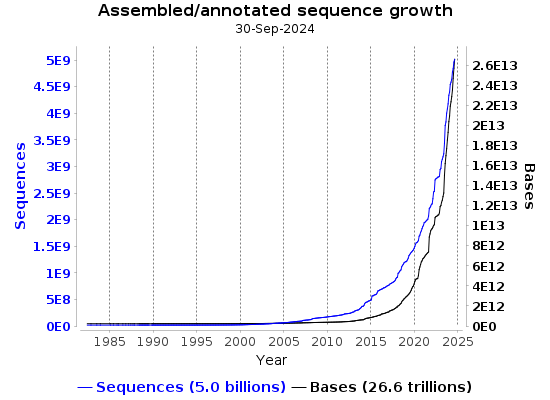 Assembled/annotated sequence growth
30-Sep-2024
5E9
4.5E9
4E9
3.5E9
3E9
2.5E9
2E9
1.5E9
1E9
5E8
0E0
Sequences
2.6E13
2.4E13
2.2E13
2E13
1.8E13
1.6E13
1.4E13
1.2E13
1E13
8E12
6E12
4E12
2E12
0E0
Bases
1985 1990 1995 2000 2005 2010 2015 2020 2025
Year
Sequences (5.0 billions) Bases (26.6 trillions)